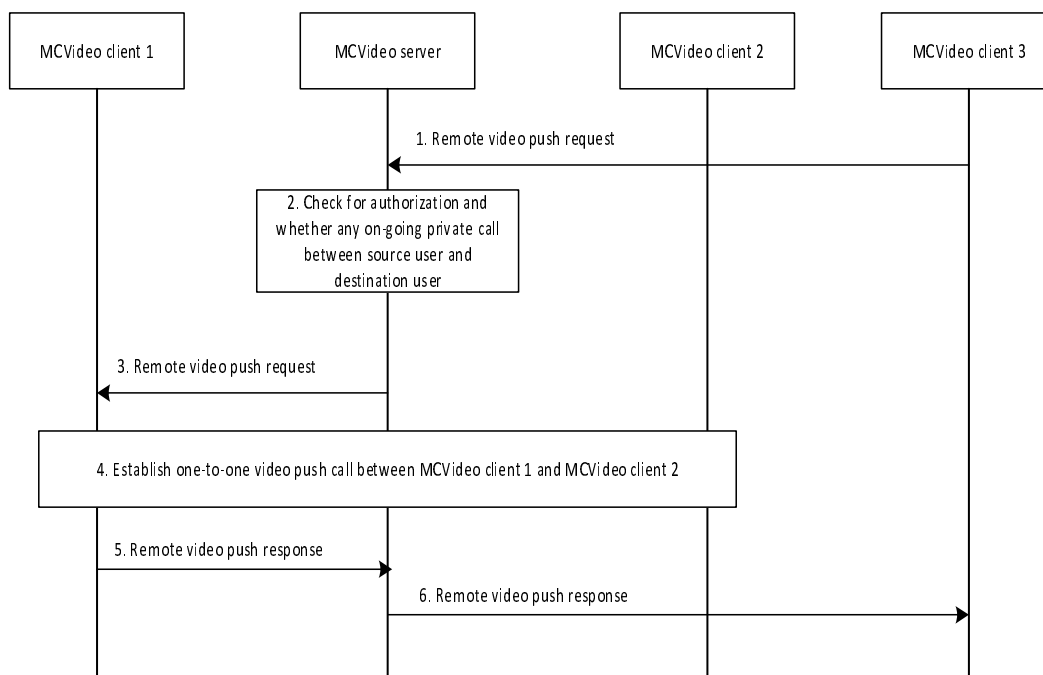 MCVideo client 1
MCVideo server
MCVideo client 2
MCVideo client 3
1. Remote video push request
2. Check for authorization and
whether any on-going private call
between source user and
destination user
3. Remote video push request
4. Establish one-to-one video push call between MCVideo client 1 and MCVideo client 2
5. Remote video push response
6. Remote video push response